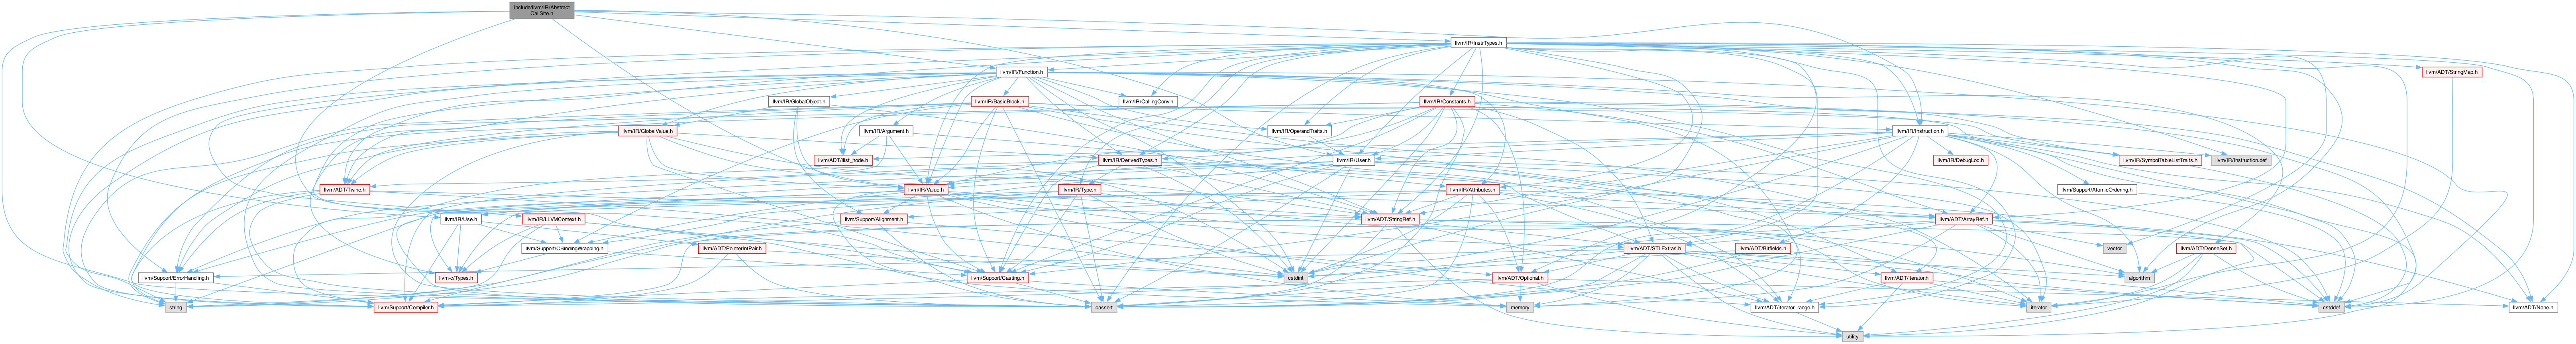 include/llvm/IR/Abstract
CallSite.h
llvm/IR/InstrTypes.h
llvm/IR/Function.h
llvm/ADT/StringMap.h
llvm/IR/GlobalObject.h
llvm/IR/BasicBlock.h
llvm/IR/CallingConv.h
llvm/IR/Constants.h
llvm/IR/GlobalValue.h
llvm/IR/Argument.h
llvm/IR/OperandTraits.h
llvm/IR/Instruction.h
llvm/ADT/ilist_node.h
llvm/IR/DerivedTypes.h
llvm/IR/User.h
llvm/IR/DebugLoc.h
llvm/IR/SymbolTableListTraits.h
llvm/IR/Instruction.def
llvm/ADT/Twine.h
llvm/IR/Value.h
llvm/IR/Type.h
llvm/IR/Attributes.h
llvm/Support/AtomicOrdering.h
llvm/IR/Use.h
llvm/IR/LLVMContext.h
llvm/Support/Alignment.h
llvm/ADT/StringRef.h
llvm/ADT/ArrayRef.h
llvm/Support/CBindingWrapping.h
llvm/ADT/PointerIntPair.h
llvm/ADT/STLExtras.h
llvm/ADT/Bitfields.h
vector
llvm/ADT/DenseSet.h
llvm/Support/ErrorHandling.h
llvm-c/Types.h
llvm/Support/Casting.h
cstdint
llvm/ADT/Optional.h
llvm/ADT/iterator.h
algorithm
string
llvm/Support/Compiler.h
cassert
memory
llvm/ADT/iterator_range.h
iterator
cstddef
llvm/ADT/None.h
utility